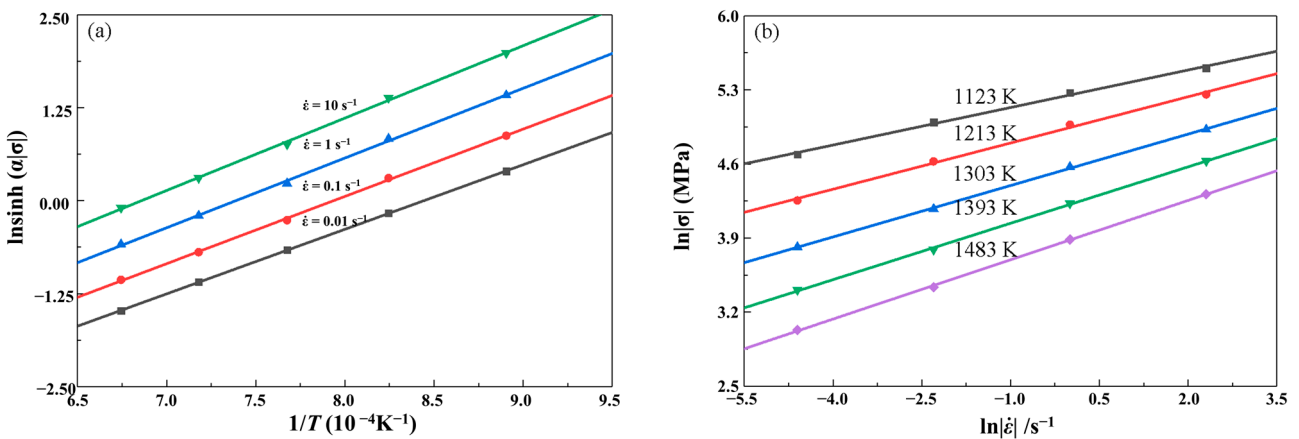 (a)
lnsinh (α|σ|)
2.50
1.25
0.00
−1.25
−2.50
ε̇ = 10 s⁻¹
ε̇ = 1 s⁻¹
ε̇ = 0.1 s⁻¹
ε̇ = 0.01 s⁻¹
6.5 7.0 7.5 8.0 8.5 9.0 9.5
1/T (10 ⁻⁴K⁻¹)
(b)
ln|σ| (MPa)
6.0
5.3
4.6
3.9
3.2
2.5
1123 K
1213 K
1303 K
1393 K
1483 K
−5.5 −4.0 −2.5 −1.0 0.5 2.0 3.5
ln|ε̇| /s⁻¹